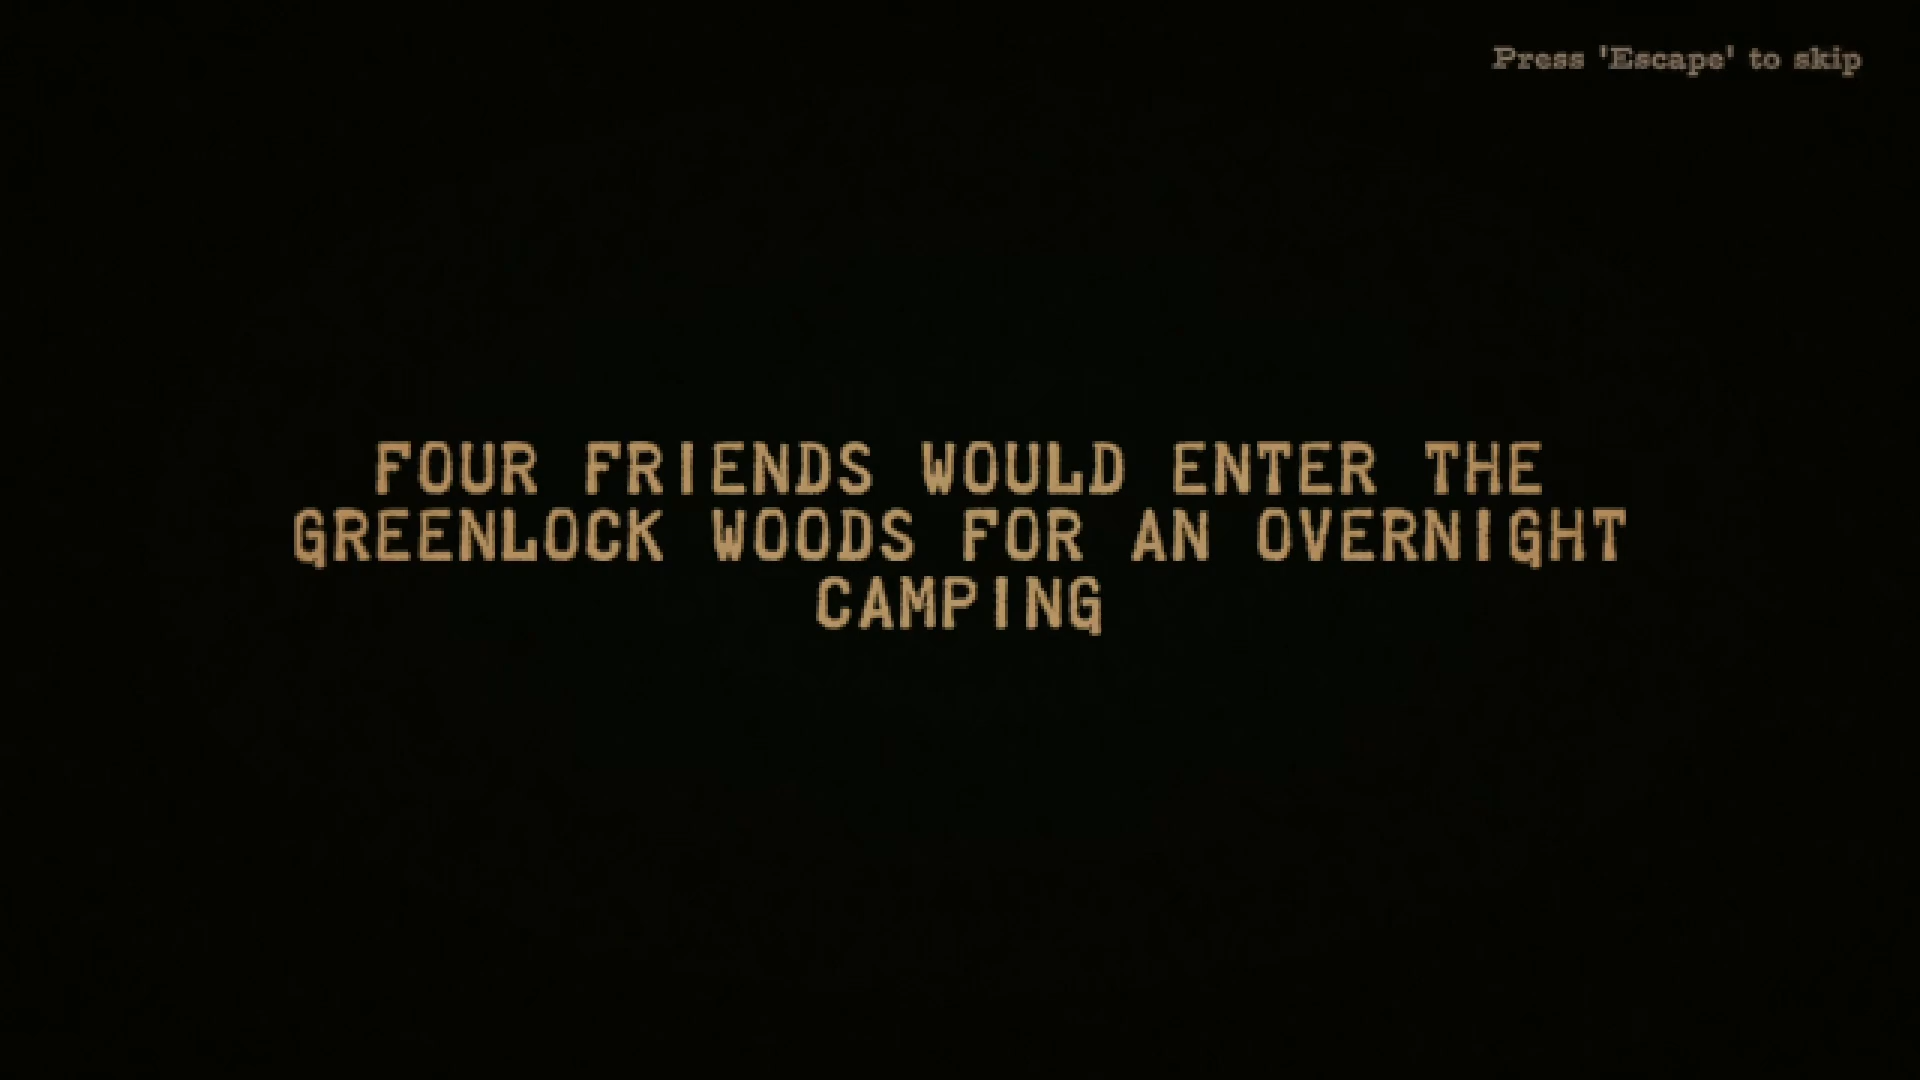 Press 'Escape' to skip
FOUR FRIENDS WOULD ENTER THE
GREENLOCK WOODS FOR AN OVERNIGHT
CAMPING